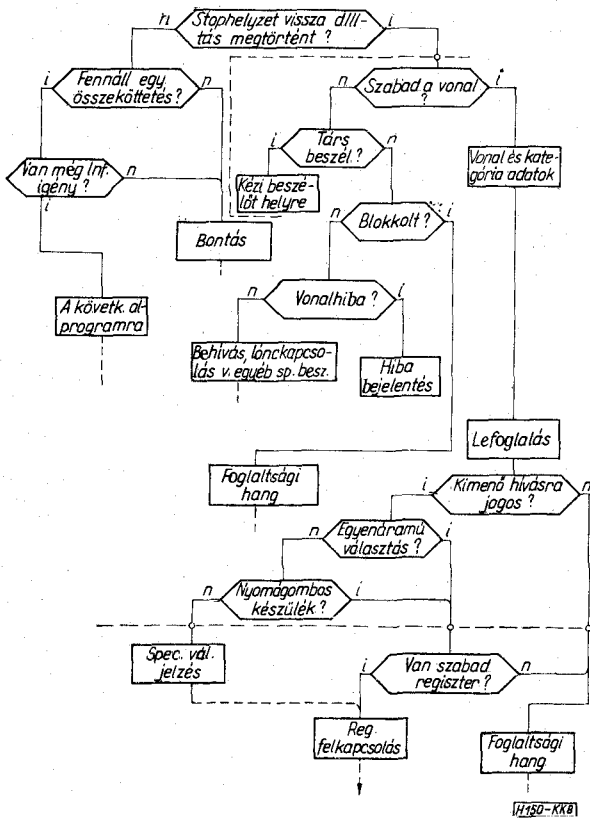 n
Stophelyzet vissza állí-
tás megtörtént ?
i
i
Fennáll egy
összeköttetés ?
n
n
Szabad a vonal
?
i
Van még Inf.
igény ?
n
i
i
Társ
beszél. ?
n
Kézi beszé-
lőt helyre
Vonal és kate-
gória adatok
Bontás
n
Blokkolt ?
i
A követk. al-
programra
n
Vonalhiba ?
i
Behívás, lánckapcso-
lás v. egyéb sp. besz.
Hiba
bejelentés
Lefoglalás
Foglaltsági
hang
i
Kimenő hívásra
jogos ?
n
n
Egyenáramú
választás ?
i
n
Nyomógombos
készülék ?
i
Spec. vál.
jelzés
i
Van szabad
regiszter ?
n
Reg.
felkapcsolás
Foglaltsági
hang
H150-KK8